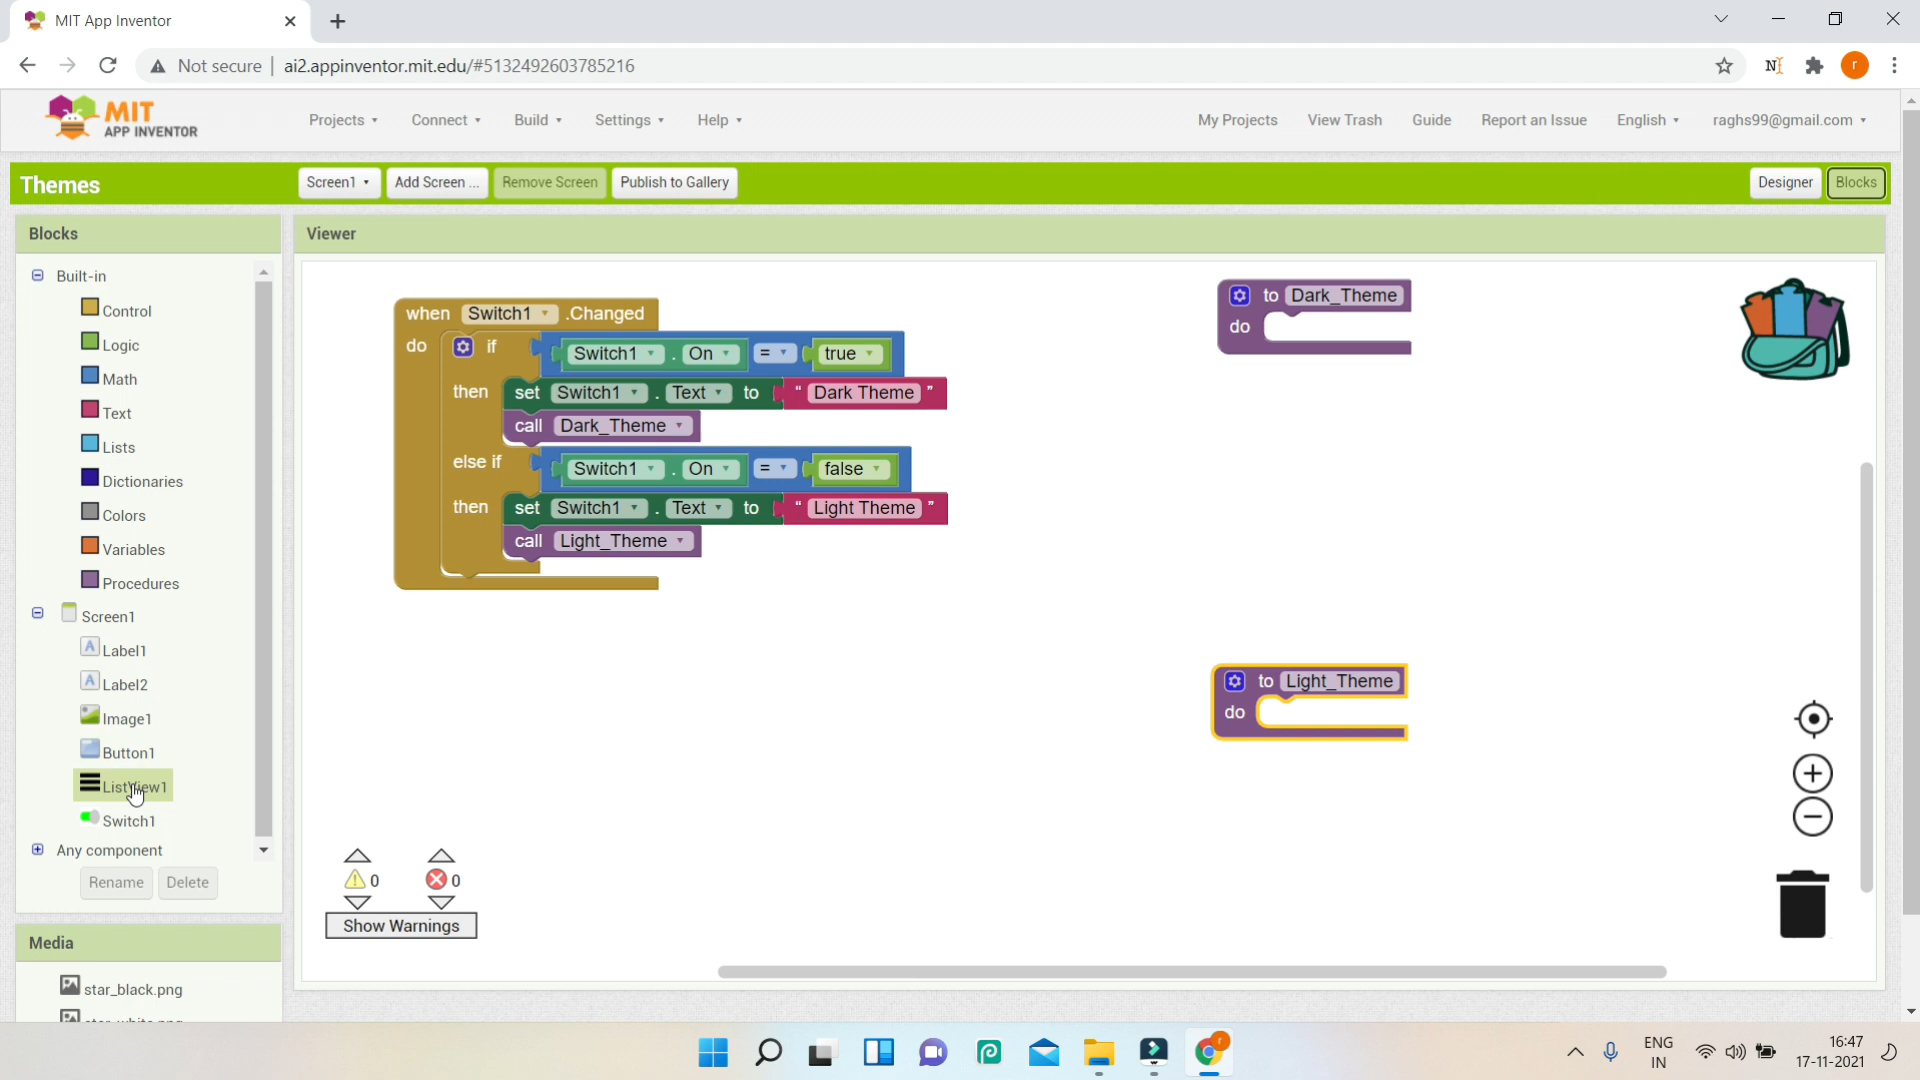 MIT App Inventor
Not secure | ai2.appinventor.mit.edu/#5132492603785216
N
r
MIT
APP INVENTOR
Projects
Connect
Build
Settings
Help
My Projects
View Trash
Guide
Report an Issue
English
raghs99@gmail.com
Themes
Screen1
Add Screen ...
Remove Screen
Publish to Gallery
Designer
Blocks
Blocks
Built-in
Control
Logic
Math
Text
Lists
Dictionaries
Colors
Variables
Procedures
Screen1
Label1
Label2
Image1
Button1
ListView1
Switch1
Any component
Rename
Delete
Media
star_black.png
Viewer
when Switch1 .Changed
do if Switch1 . On = true
then set Switch1 . Text to " Dark Theme "
call Dark_Theme
else if Switch1 . On = false
then set Switch1 . Text to " Light Theme "
call Light_Theme
to Dark_Theme
do
to Light_Theme
do
0
0
Show Warnings
ENG
IN
16:47
17-11-2021